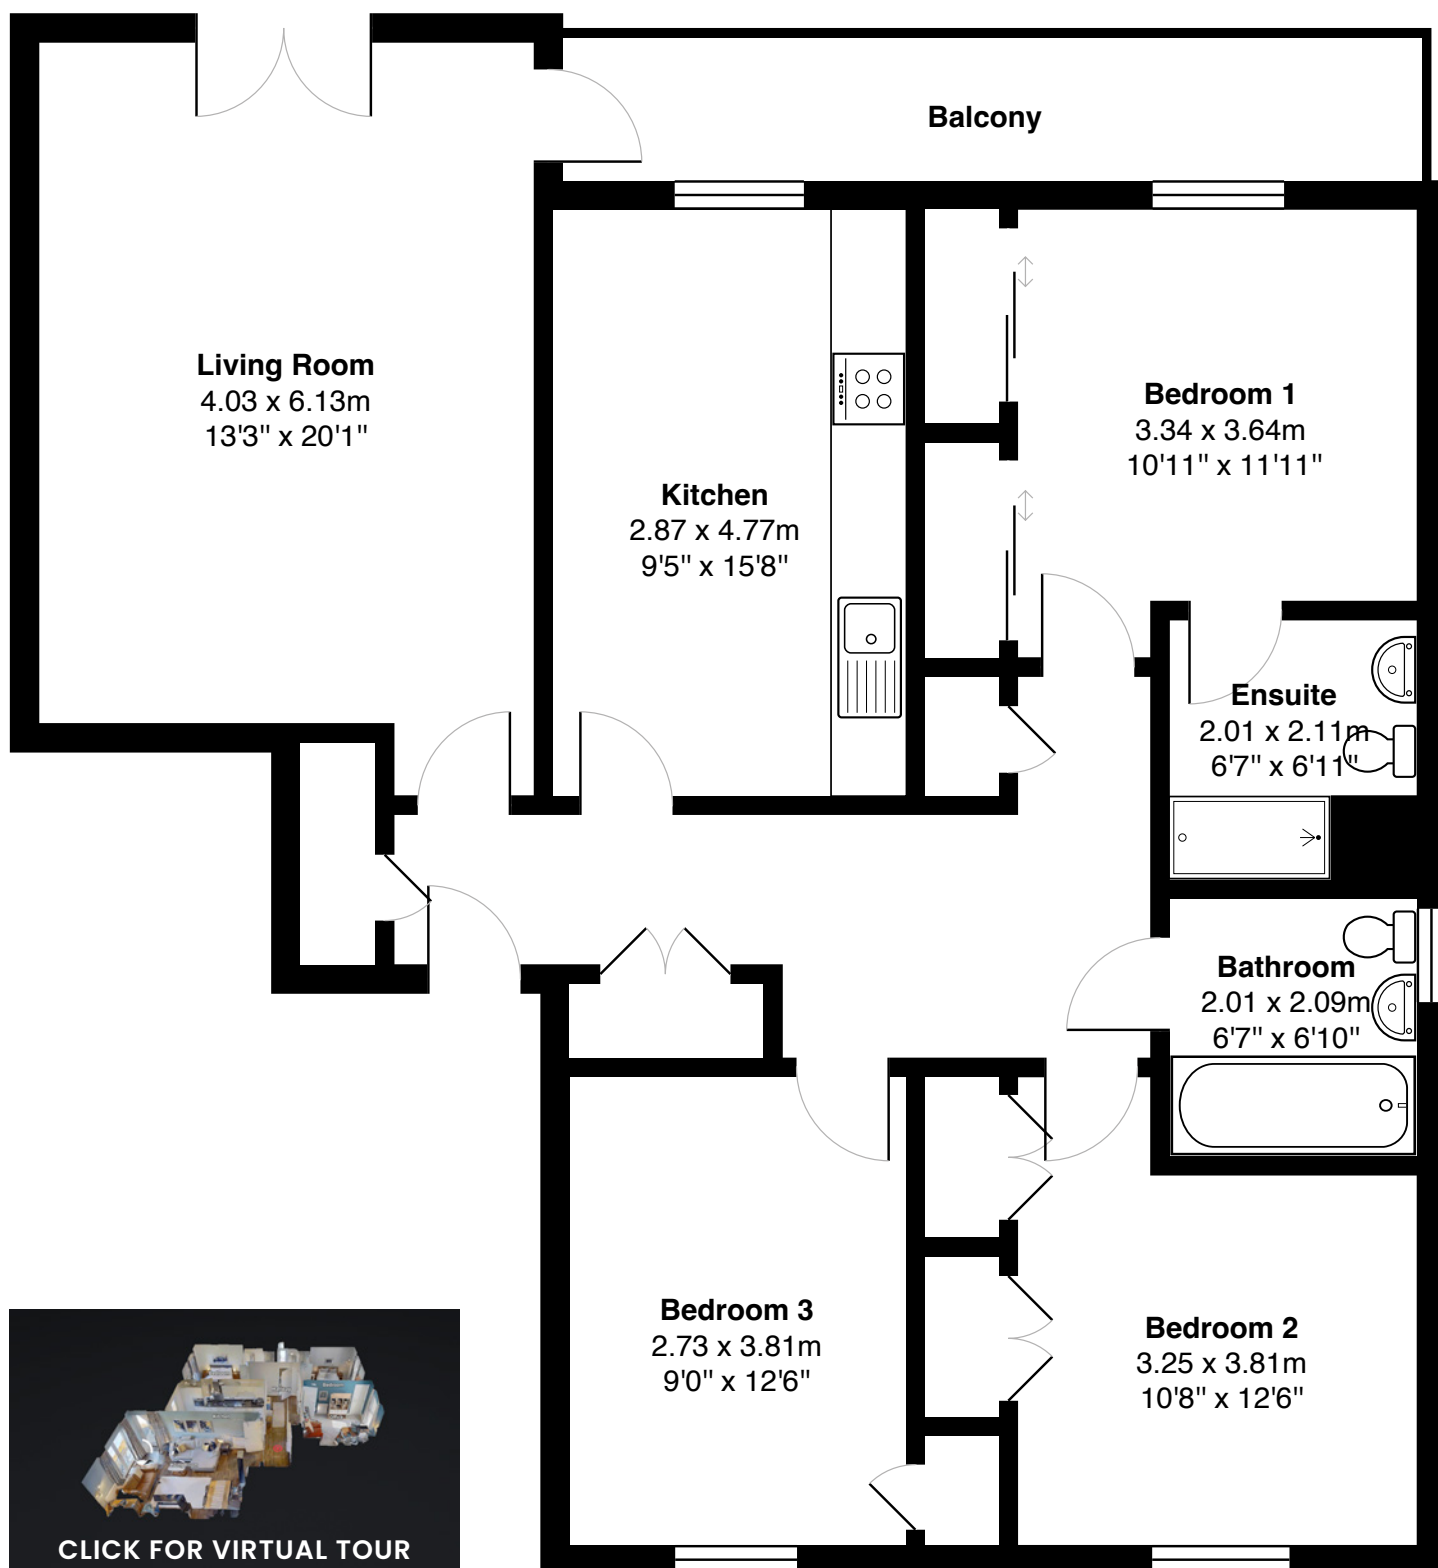 Balcony
Living Room
4.03 x 6.13m
13'3" x 20'1"
Bedroom 1
3.34 x 3.64m
10'11" x 11'11"
Kitchen
2.87 x 4.77m
9'5" x 15'8"
Ensuite
2.01 x 2.11m
6'7" x 6'11"
Bathroom
2.01 x 2.09m
6'7" x 6'10"
Bedroom 3
2.73 x 3.81m
9'0" x 12'6"
Bedroom 2
3.25 x 3.81m
10'8" x 12'6"
CLICK FOR VIRTUAL TOUR